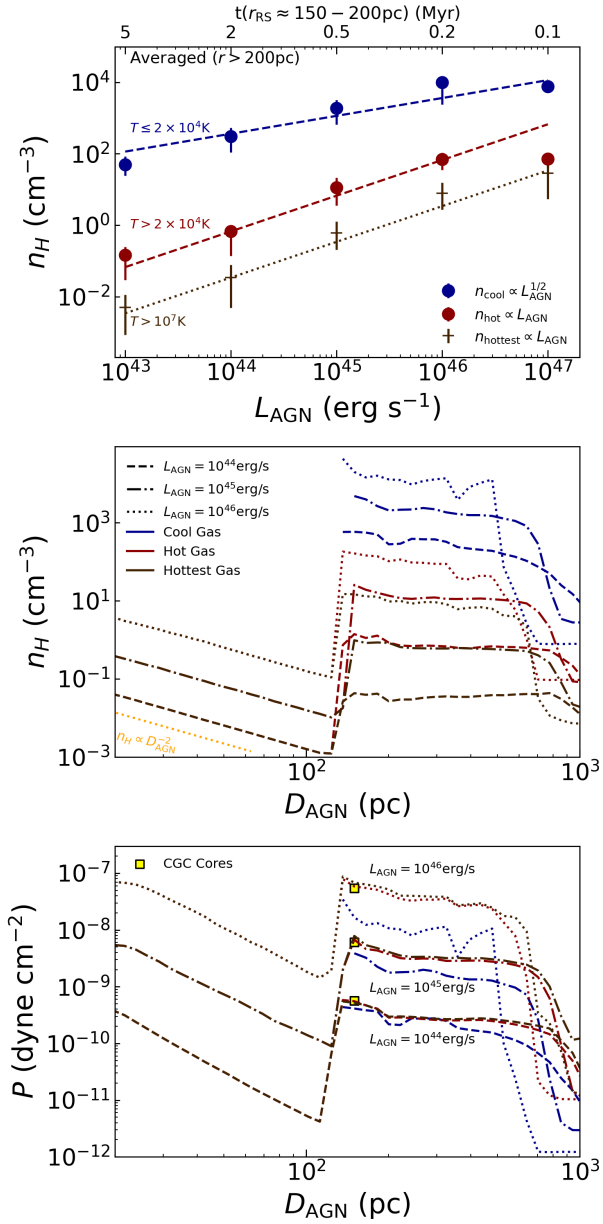 t(r_RS ≈ 150 − 200pc) (Myr)
5 2 0.5 0.2 0.1
Averaged (r > 200pc)
T ≤ 2 × 10^4K
T > 2 × 10^4K
T > 10^7K
n_cool ∝ L_AGN^1/2
n_hot ∝ L_AGN
n_hottest ∝ L_AGN
10^4
10^2
10^0
10^−2
n_H (cm^−3)
10^43 10^44 10^45 10^46 10^47
L_AGN (erg s^−1)
L_AGN = 10^44erg/s
L_AGN = 10^45erg/s
L_AGN = 10^46erg/s
Cool Gas
Hot Gas
Hottest Gas
n_H ∝ D_AGN^−2
10^3
10^1
10^−1
10^−3
n_H (cm^−3)
10^2 10^3
D_AGN (pc)
CGC Cores
L_AGN = 10^46erg/s
L_AGN = 10^45erg/s
L_AGN = 10^44erg/s
10^−7
10^−8
10^−9
10^−10
10^−11
10^−12
P (dyne cm^−2)
10^2 10^3
D_AGN (pc)